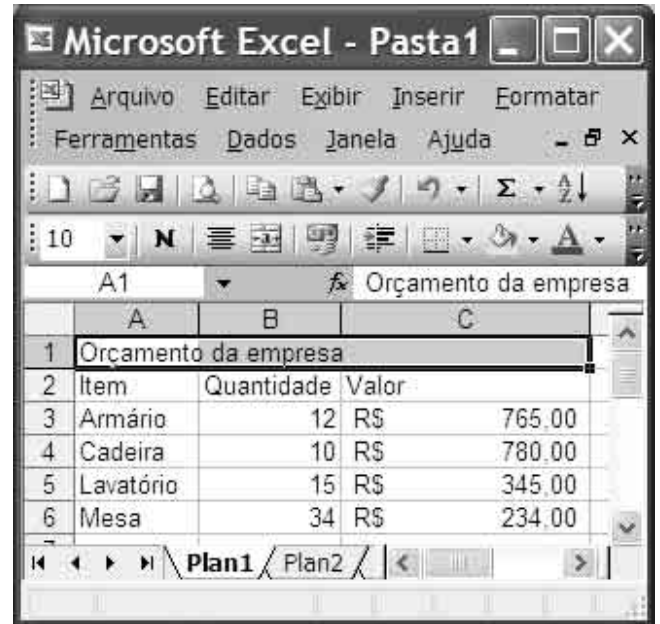 Microsoft Excel - Pasta1
Arquivo Editar Exibir Inserir Formatar
Ferramentas Dados Janela Ajuda
10 N
A1 fx Orçamento da empresa
A B C
1 Orçamento da empresa
2 Item Quantidade Valor
3 Armário 12 R$ 765,00
4 Cadeira 10 R$ 780,00
5 Lavatório 15 R$ 345,00
6 Mesa 34 R$ 234,00
Plan1 Plan2